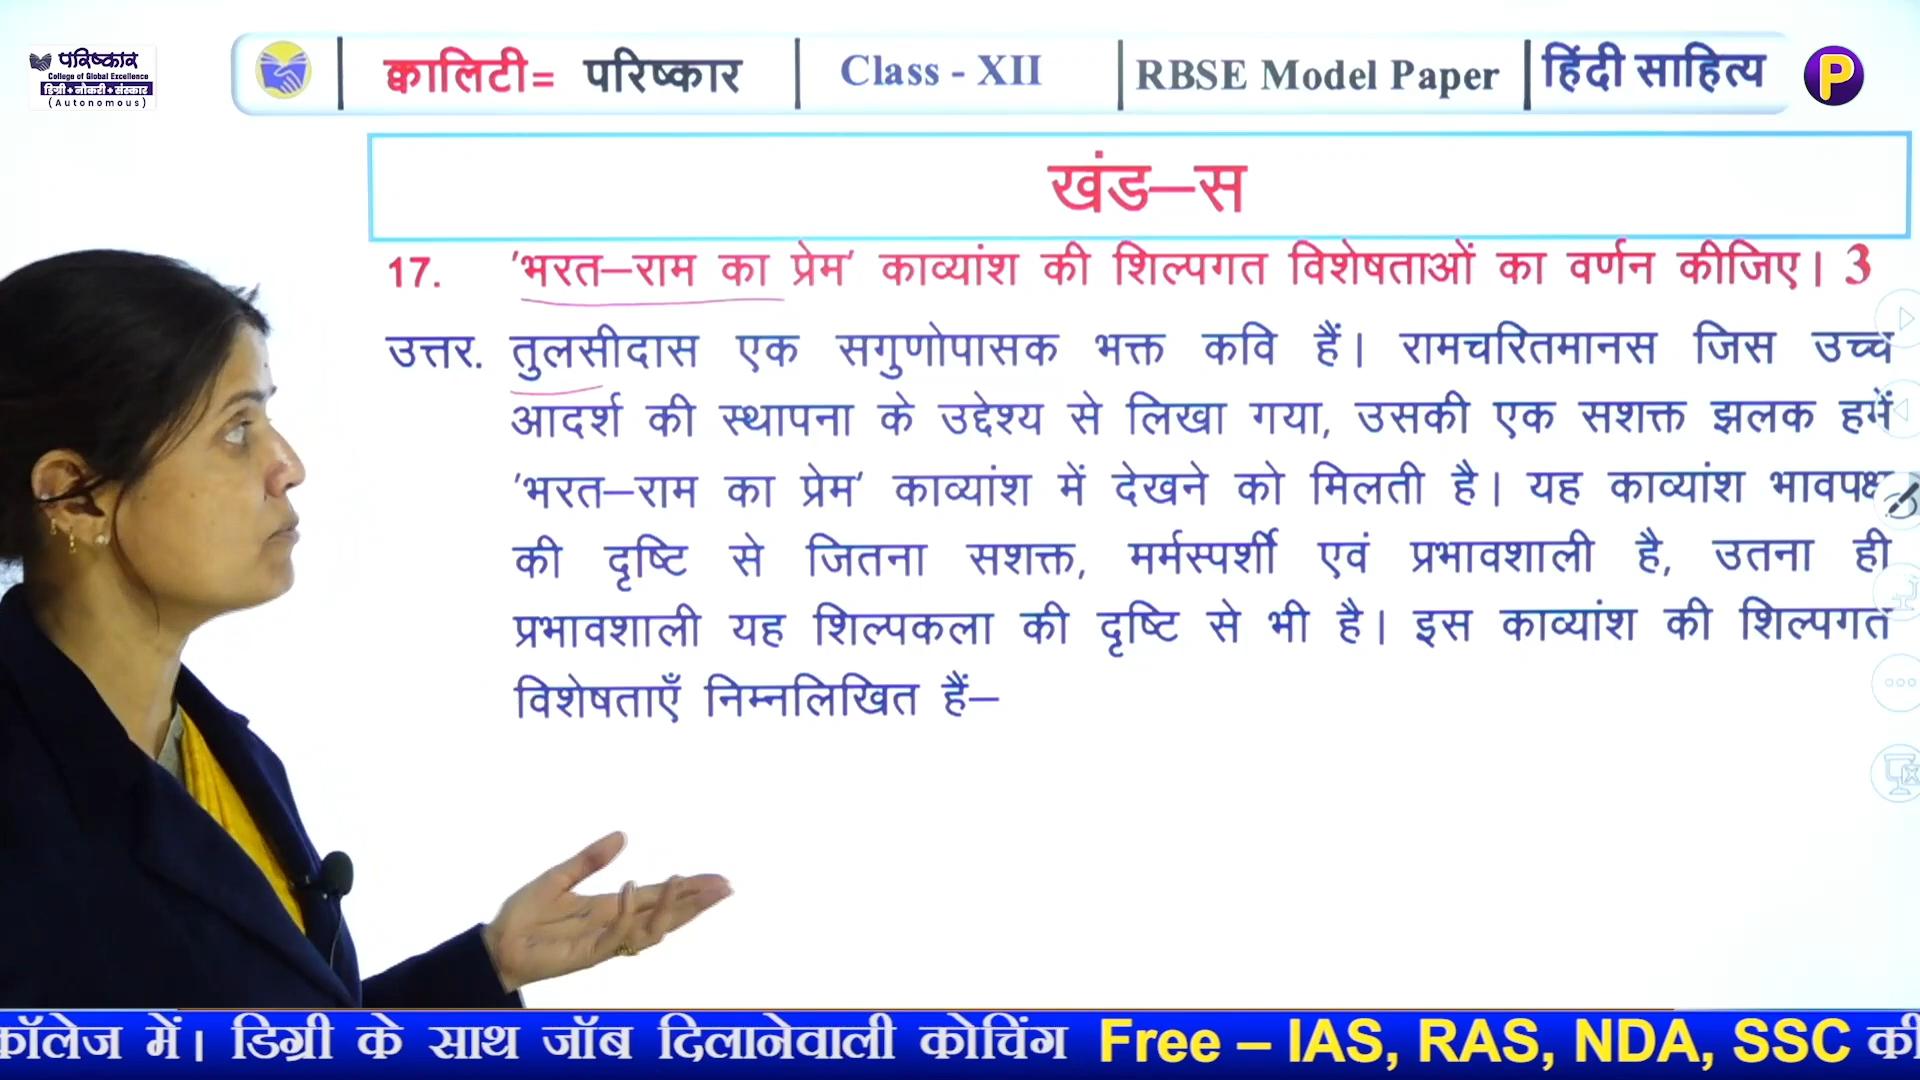 परिष्कार
College of Global Excellence
डिग्री + नौकरी + संस्कार
(Autonomous)
क्वालिटी= परिष्कार
Class - XII
RBSE Model Paper
हिंदी साहित्य
P
खंड–स
17. 'भरत–राम का प्रेम' काव्यांश की शिल्पगत विशेषताओं का वर्णन कीजिए। 3
उत्तर. तुलसीदास एक सगुणोपासक भक्त कवि हैं। रामचरितमानस जिस उच्च
आदर्श की स्थापना के उद्देश्य से लिखा गया, उसकी एक सशक्त झलक हमें
'भरत–राम का प्रेम' काव्यांश में देखने को मिलती है। यह काव्यांश भावपक्ष
की दृष्टि से जितना सशक्त, मर्मस्पर्शी एवं प्रभावशाली है, उतना ही
प्रभावशाली यह शिल्पकला की दृष्टि से भी है। इस काव्यांश की शिल्पगत
विशेषताएँ निम्नलिखित हैं–
कॉलेज में। डिग्री के साथ जॉब दिलानेवाली कोचिंग Free – IAS, RAS, NDA, SSC की